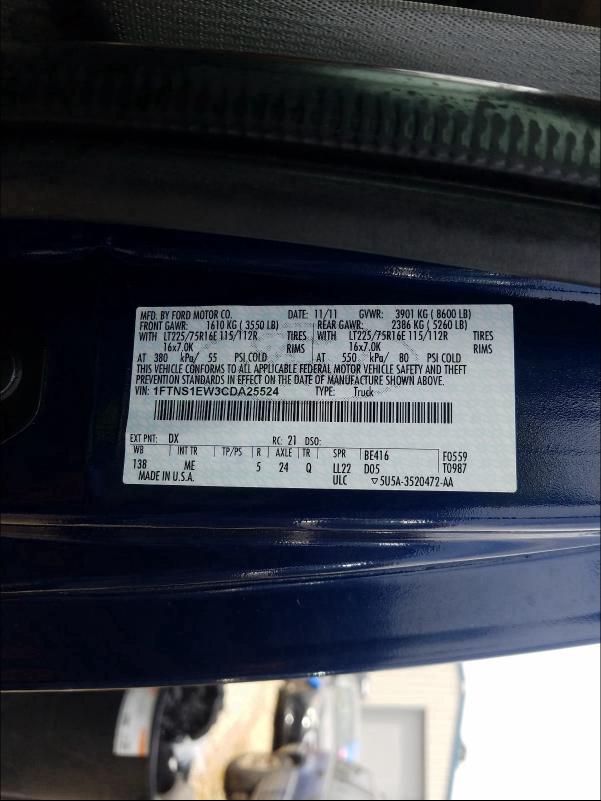 MFD. BY FORD MOTOR CO. DATE: 11/11 GVWR: 3901 KG ( 8600 LB)
FRONT GAWR: 1610 KG ( 3550 LB) REAR GAWR: 2386 KG ( 5260 LB)
WITH LT225/75R16E 115/112R TIRES WITH LT225/75R16E 115/112R TIRES
16x7.0K RIMS 16x7.0K RIMS
AT 380 kPa/ 55 PSI COLD AT 550 kPa/ 80 PSI COLD
THIS VEHICLE CONFORMS TO ALL APPLICABLE FEDERAL MOTOR VEHICLE SAFETY AND THEFT
PREVENTION STANDARDS IN EFFECT ON THE DATE OF MANUFACTURE SHOWN ABOVE.
VIN: 1FTNS1EW3CDA25524 TYPE: Truck
EXT PNT: DX RC: 21 DSO:
WB INT TR TP/PS R AXLE TR SPR BE416 F0559
138 ME 5 24 Q LL22 D05 T0987
MADE IN U.S.A. ULC ▽5U5A-3520472-AA